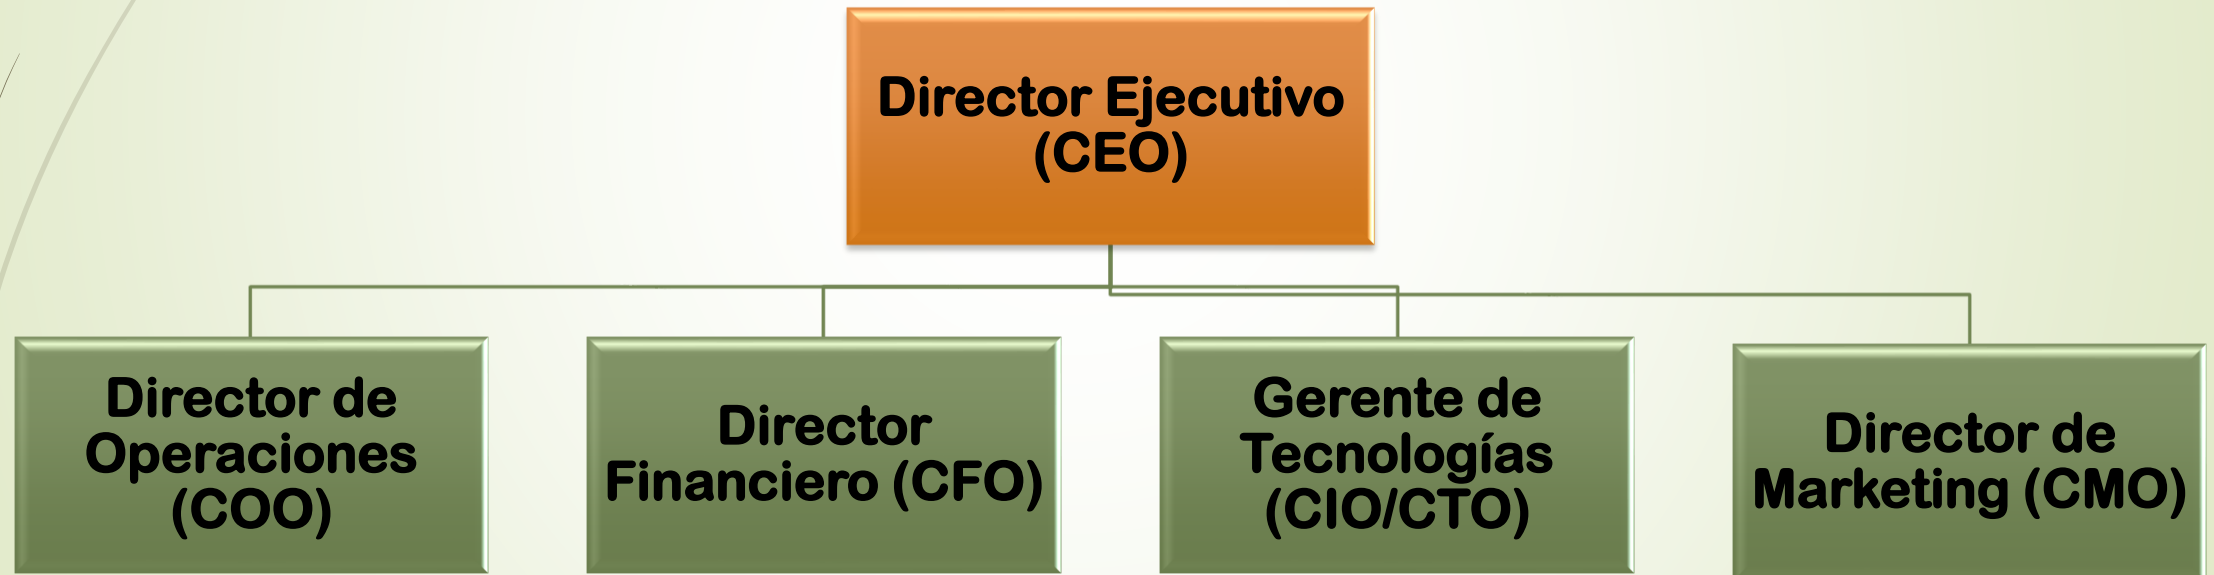 Director Ejecutivo
(CEO)
Director de
Operaciones
(COO)
Director
Financiero (CFO)
Gerente de
Tecnologías
(CIO/CTO)
Director de
Marketing (CMO)